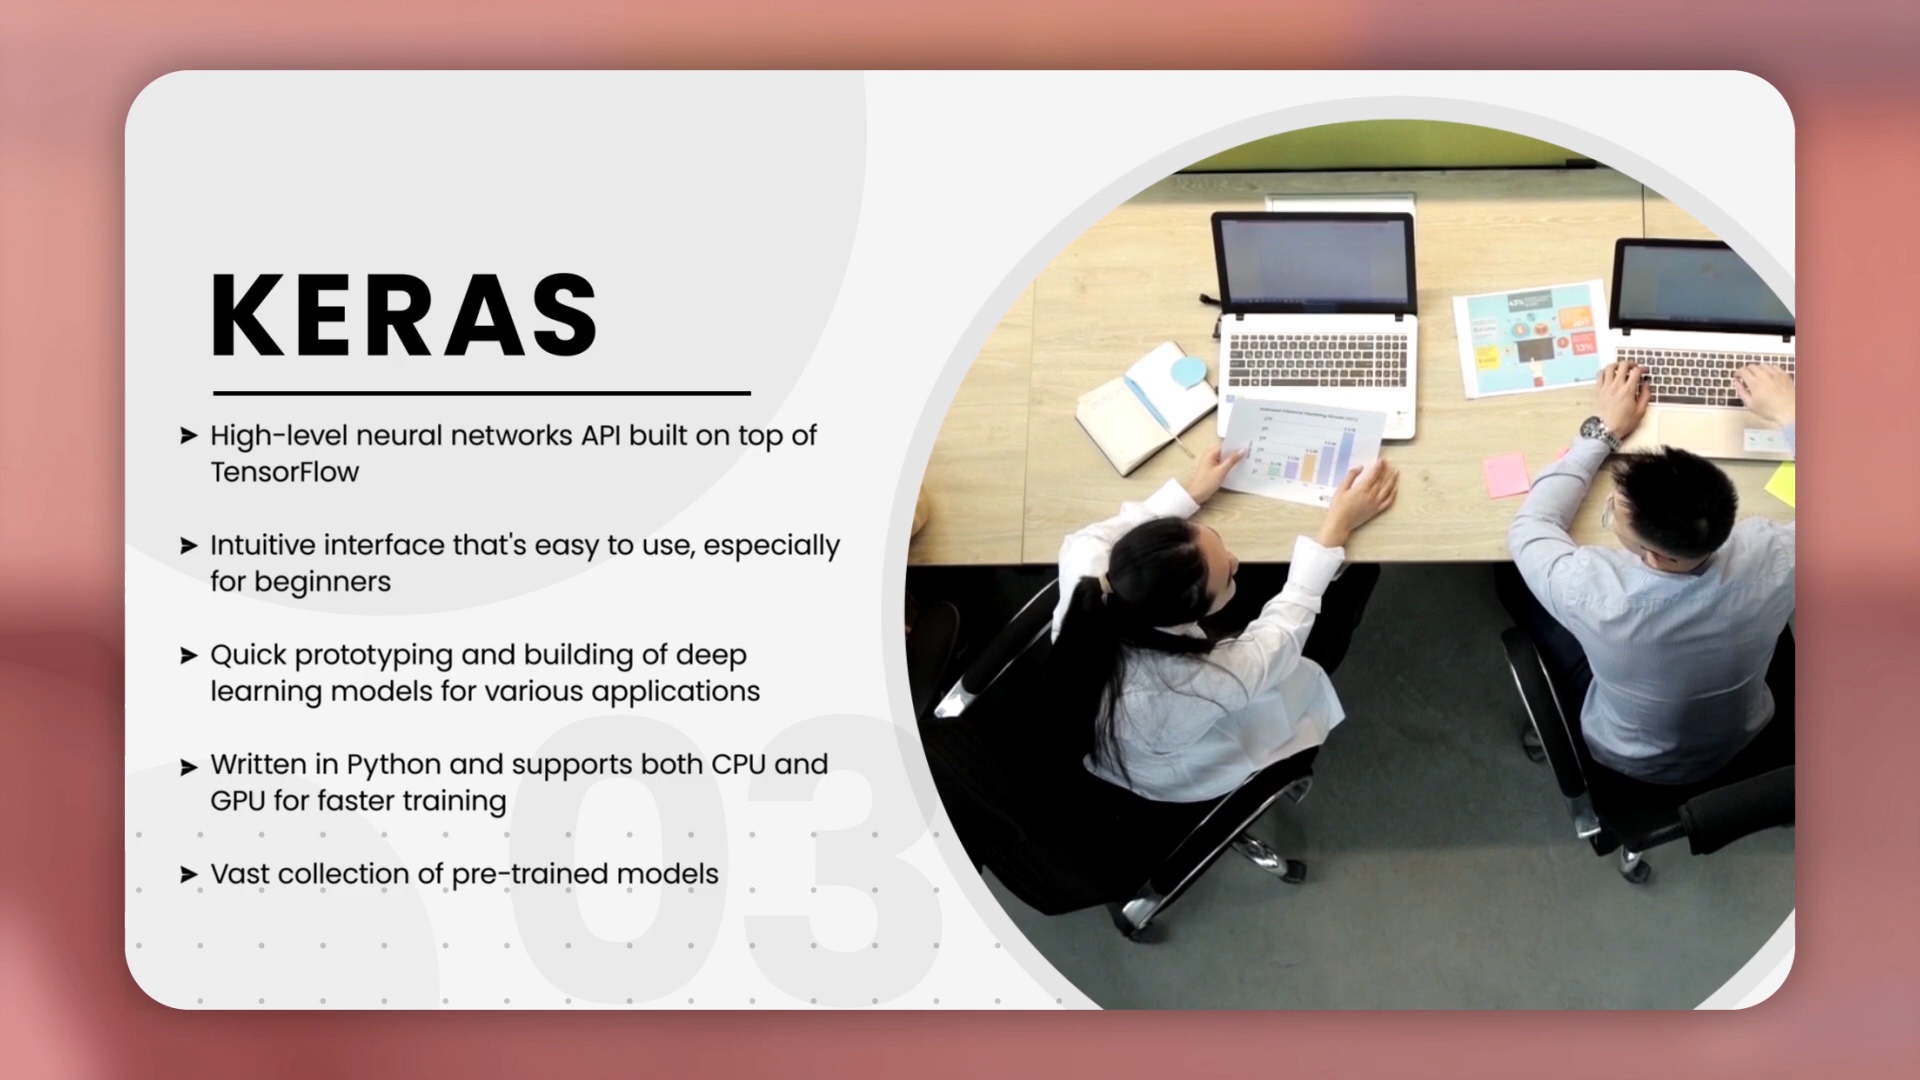 KERAS
➤ High-level neural networks API built on top of
TensorFlow
➤ Intuitive interface that's easy to use, especially
for beginners
➤ Quick prototyping and building of deep
learning models for various applications
➤ Written in Python and supports both CPU and
GPU for faster training
➤ Vast collection of pre-trained models
03
43%
13%